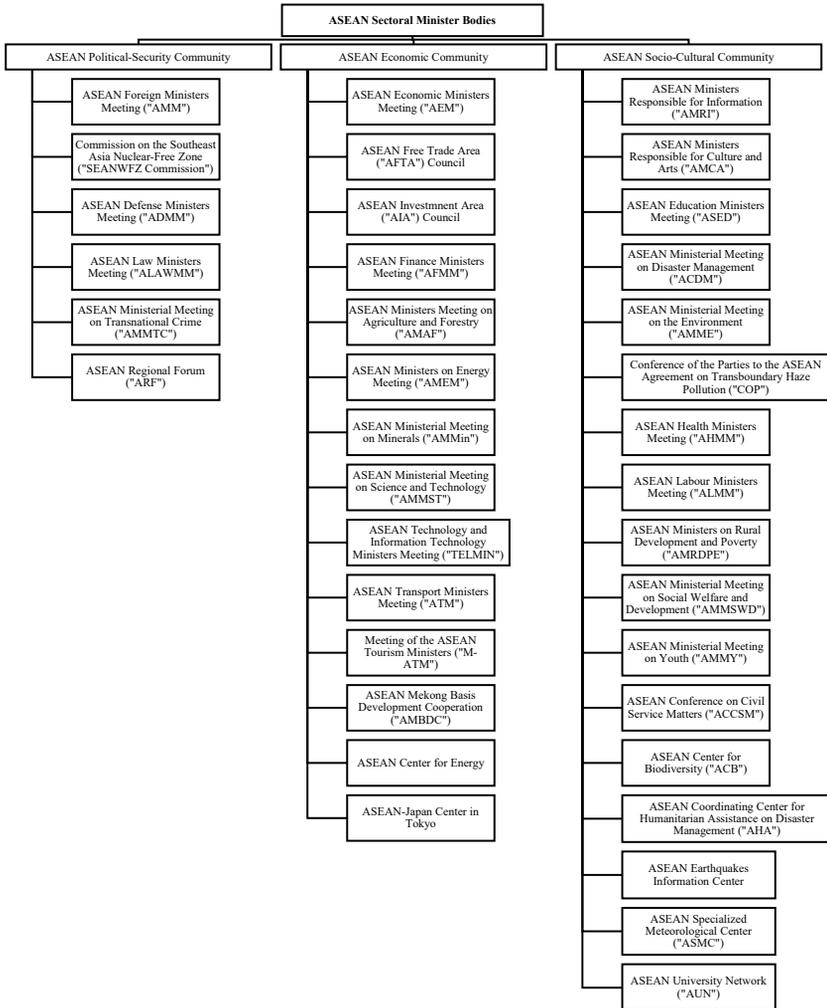 ASEAN Sectoral Minister Bodies
ASEAN Political-Security Community
ASEAN Foreign Ministers
Meeting ("AMM")
Commission on the Southeast
Asia Nuclear-Free Zone
("SEANWFZ Commission")
ASEAN Defense Ministers
Meeting ("ADMM")
ASEAN Law Ministers
Meeting ("ALAWMM")
ASEAN Ministerial Meeting
on Transnational Crime
("AMMTC")
ASEAN Regional Forum
("ARF")
ASEAN Economic Community
ASEAN Economic Ministers
Meeting ("AEM")
ASEAN Free Trade Area
("AFTA") Council
ASEAN Investmnent Area
("AIA") Council
ASEAN Finance Ministers
Meeting ("AFMM")
ASEAN Ministers Meeting on
Agriculture and Forestry
("AMAF")
ASEAN Ministers on Energy
Meeting ("AMEM")
ASEAN Ministerial Meeting
on Minerals ("AMMin")
ASEAN Ministerial Meeting
on Science and Technology
("AMMST")
ASEAN Technology and
Information Technology
Ministers Meeting ("TELMIN")
ASEAN Transport Ministers
Meeting ("ATM")
Meeting of the ASEAN
Tourism Ministers ("M-
ATM")
ASEAN Mekong Basis
Development Cooperation
("AMBDC")
ASEAN Center for Energy
ASEAN-Japan Center in
Tokyo
ASEAN Socio-Cultural Community
ASEAN Ministers
Responsible for Information
("AMRI")
ASEAN Ministers
Responsible for Culture and
Arts ("AMCA")
ASEAN Education Ministers
Meeting ("ASED")
ASEAN Ministerial Meeting
on Disaster Management
("ACDM")
ASEAN Ministerial Meeting
on the Environment
("AMME")
Conference of the Parties to the ASEAN
Agreement on Transboundary Haze
Pollution ("COP")
ASEAN Health Ministers
Meeting ("AHMM")
ASEAN Labour Ministers
Meeting ("ALMM")
ASEAN Ministers on Rural
Development and Poverty
("AMRDPE")
ASEAN Ministerial Meeting
on Social Welfare and
Development ("AMMSWD")
ASEAN Ministerial Meeting
on Youth ("AMMY")
ASEAN Conference on Civil
Service Matters ("ACCSM")
ASEAN Center for
Biodiversity ("ACB")
ASEAN Coordinating Center for
Humanitarian Assistance on Disaster
Management ("AHA")
ASEAN Earthquakes
Information Center
ASEAN Specialized
Meteorological Center
("ASMC")
ASEAN University Network
("AUN")